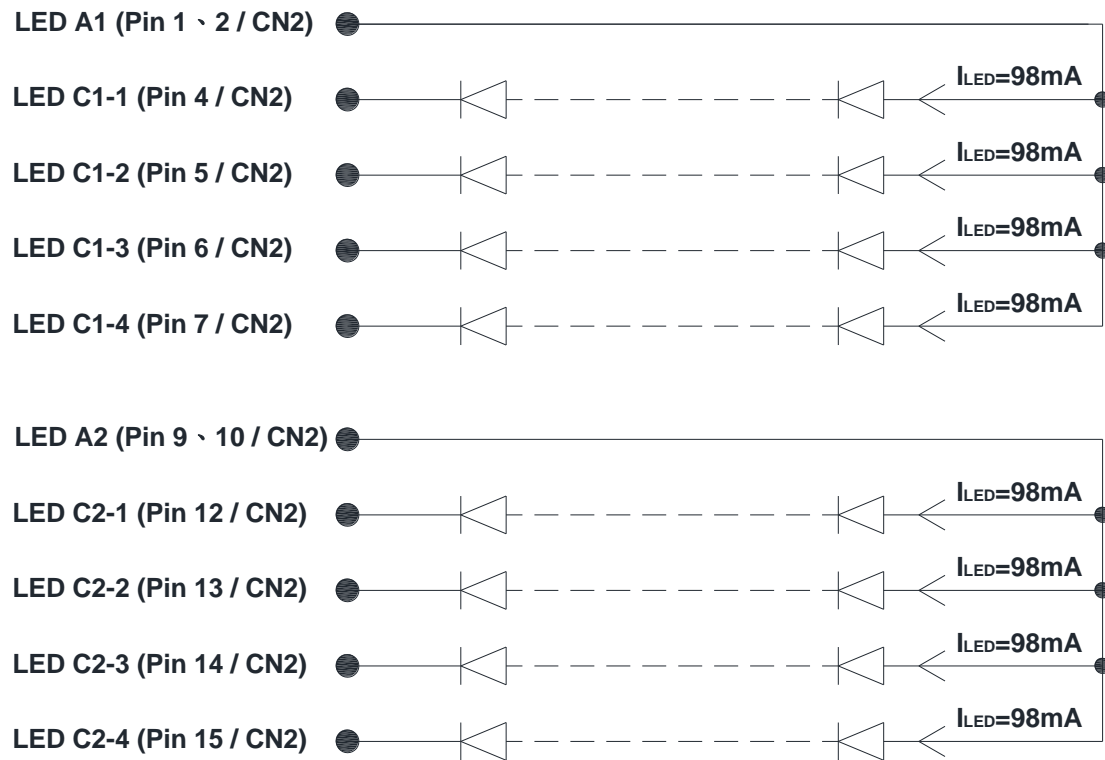 LED A1 (Pin 1、2 / CN2)
LED C1-1 (Pin 4 / CN2)
ILED=98mA
LED C1-2 (Pin 5 / CN2)
ILED=98mA
LED C1-3 (Pin 6 / CN2)
ILED=98mA
LED C1-4 (Pin 7 / CN2)
ILED=98mA
LED A2 (Pin 9、10 / CN2)
LED C2-1 (Pin 12 / CN2)
ILED=98mA
LED C2-2 (Pin 13 / CN2)
ILED=98mA
LED C2-3 (Pin 14 / CN2)
ILED=98mA
LED C2-4 (Pin 15 / CN2)
ILED=98mA